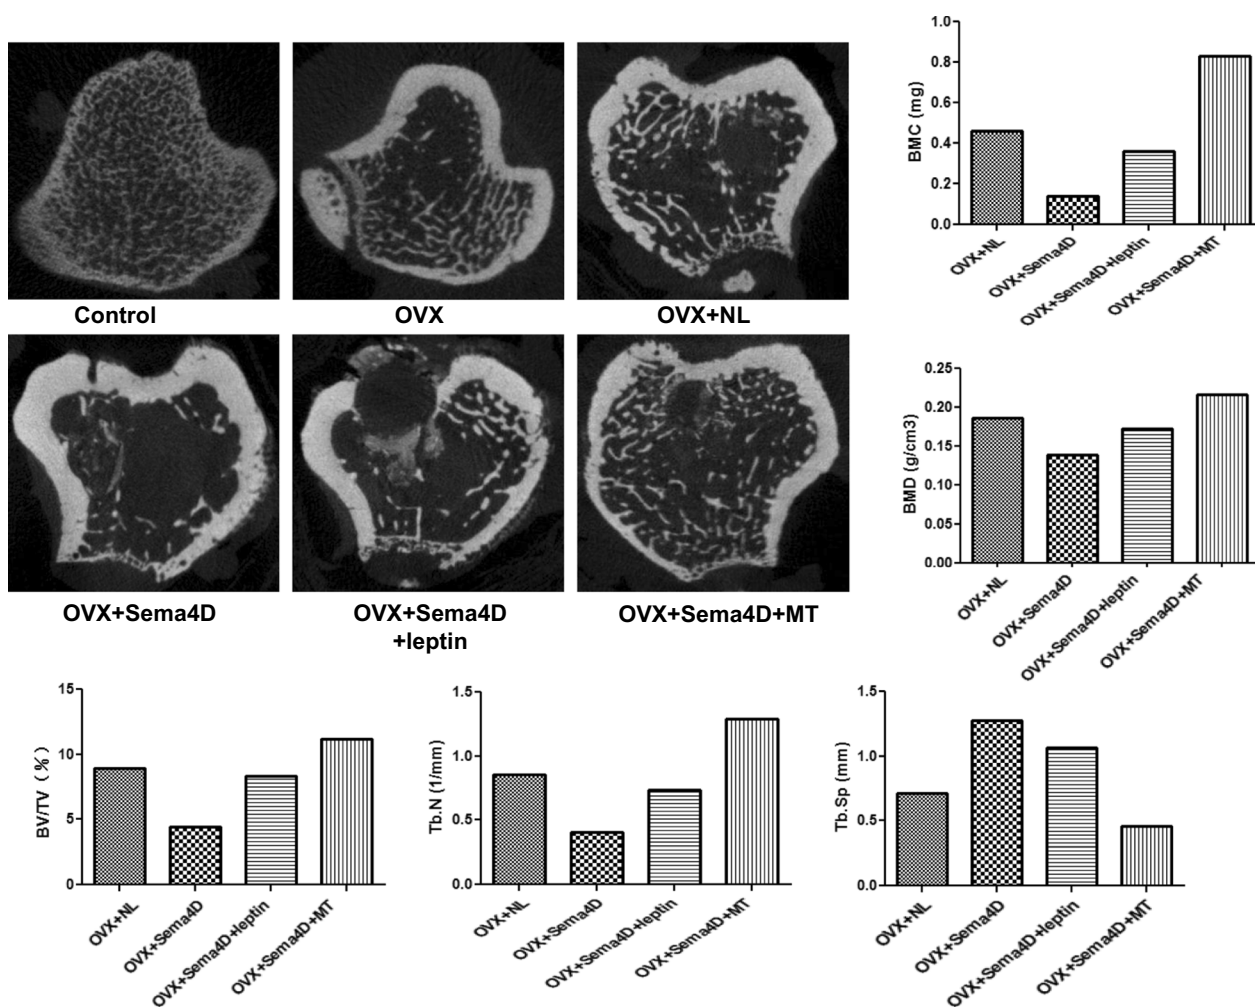 Control
OVX
OVX+NL
OVX+Sema4D
OVX+Sema4D
+leptin
OVX+Sema4D+MT
BMC (mg)
1.0
0.8
0.6
0.4
0.2
0.0
OVX+NL
OVX+Sema4D
OVX+Sema4D+leptin
OVX+Sema4D+MT
BMD (g/cm3)
0.25
0.20
0.15
0.10
0.05
0.00
OVX+NL
OVX+Sema4D
OVX+Sema4D+leptin
OVX+Sema4D+MT
BV/TV (%)
15
10
5
0
OVX+NL
OVX+Sema4D
OVX+Sema4D+leptin
OVX+Sema4D+MT
Tb.N (1/mm)
1.5
1.0
0.5
0.0
OVX+NL
OVX+Sema4D
OVX+Sema4D+leptin
OVX+Sema4D+MT
Tb.Sp (mm)
1.5
1.0
0.5
0.0
OVX+NL
OVX+Sema4D
OVX+Sema4D+leptin
OVX+Sema4D+MT